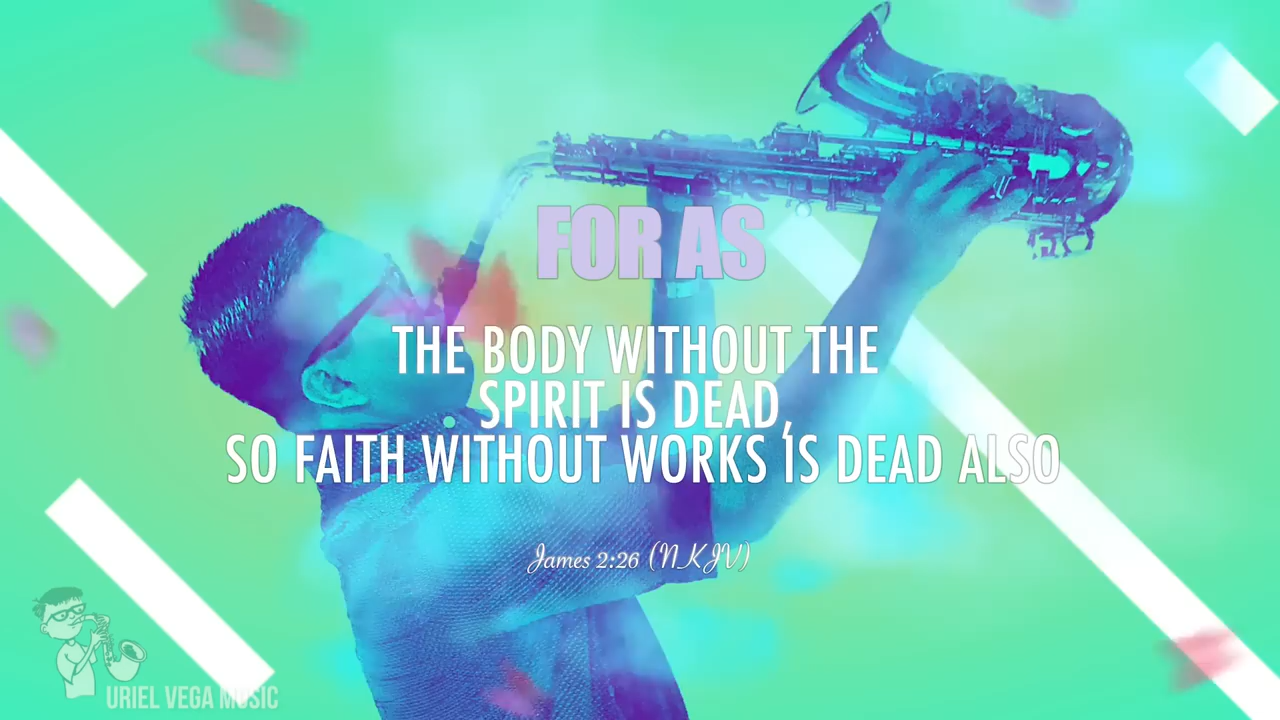 FOR AS
THE BODY WITHOUT THE
SPIRIT IS DEAD,
SO FAITH WITHOUT WORKS IS DEAD ALSO
James 2:26 (NKJV)
URIEL VEGA MUSIC